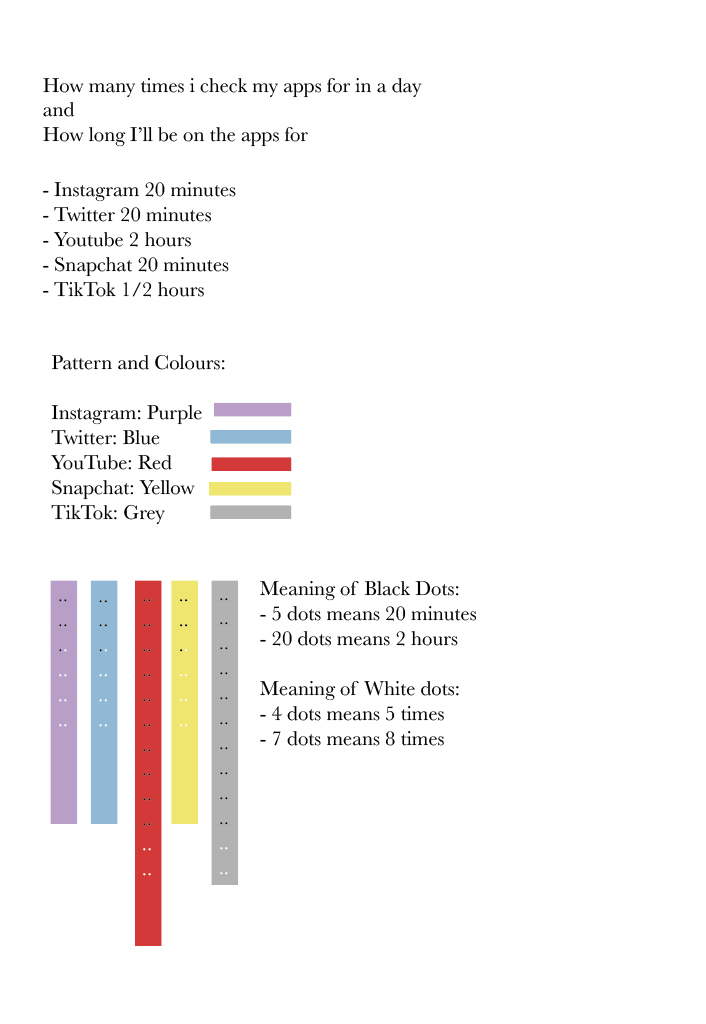 How many times i check my apps for in a day
and
How long I'll be on the apps for
- Instagram 20 minutes
- Twitter 20 minutes
- Youtube 2 hours
- Snapchat 20 minutes
- TikTok 1/2 hours
Pattern and Colours:
Instagram: Purple
Twitter: Blue
YouTube: Red
Snapchat: Yellow
TikTok: Grey
Meaning of Black Dots:
- 5 dots means 20 minutes
- 20 dots means 2 hours
Meaning of White dots:
- 4 dots means 5 times
- 7 dots means 8 times